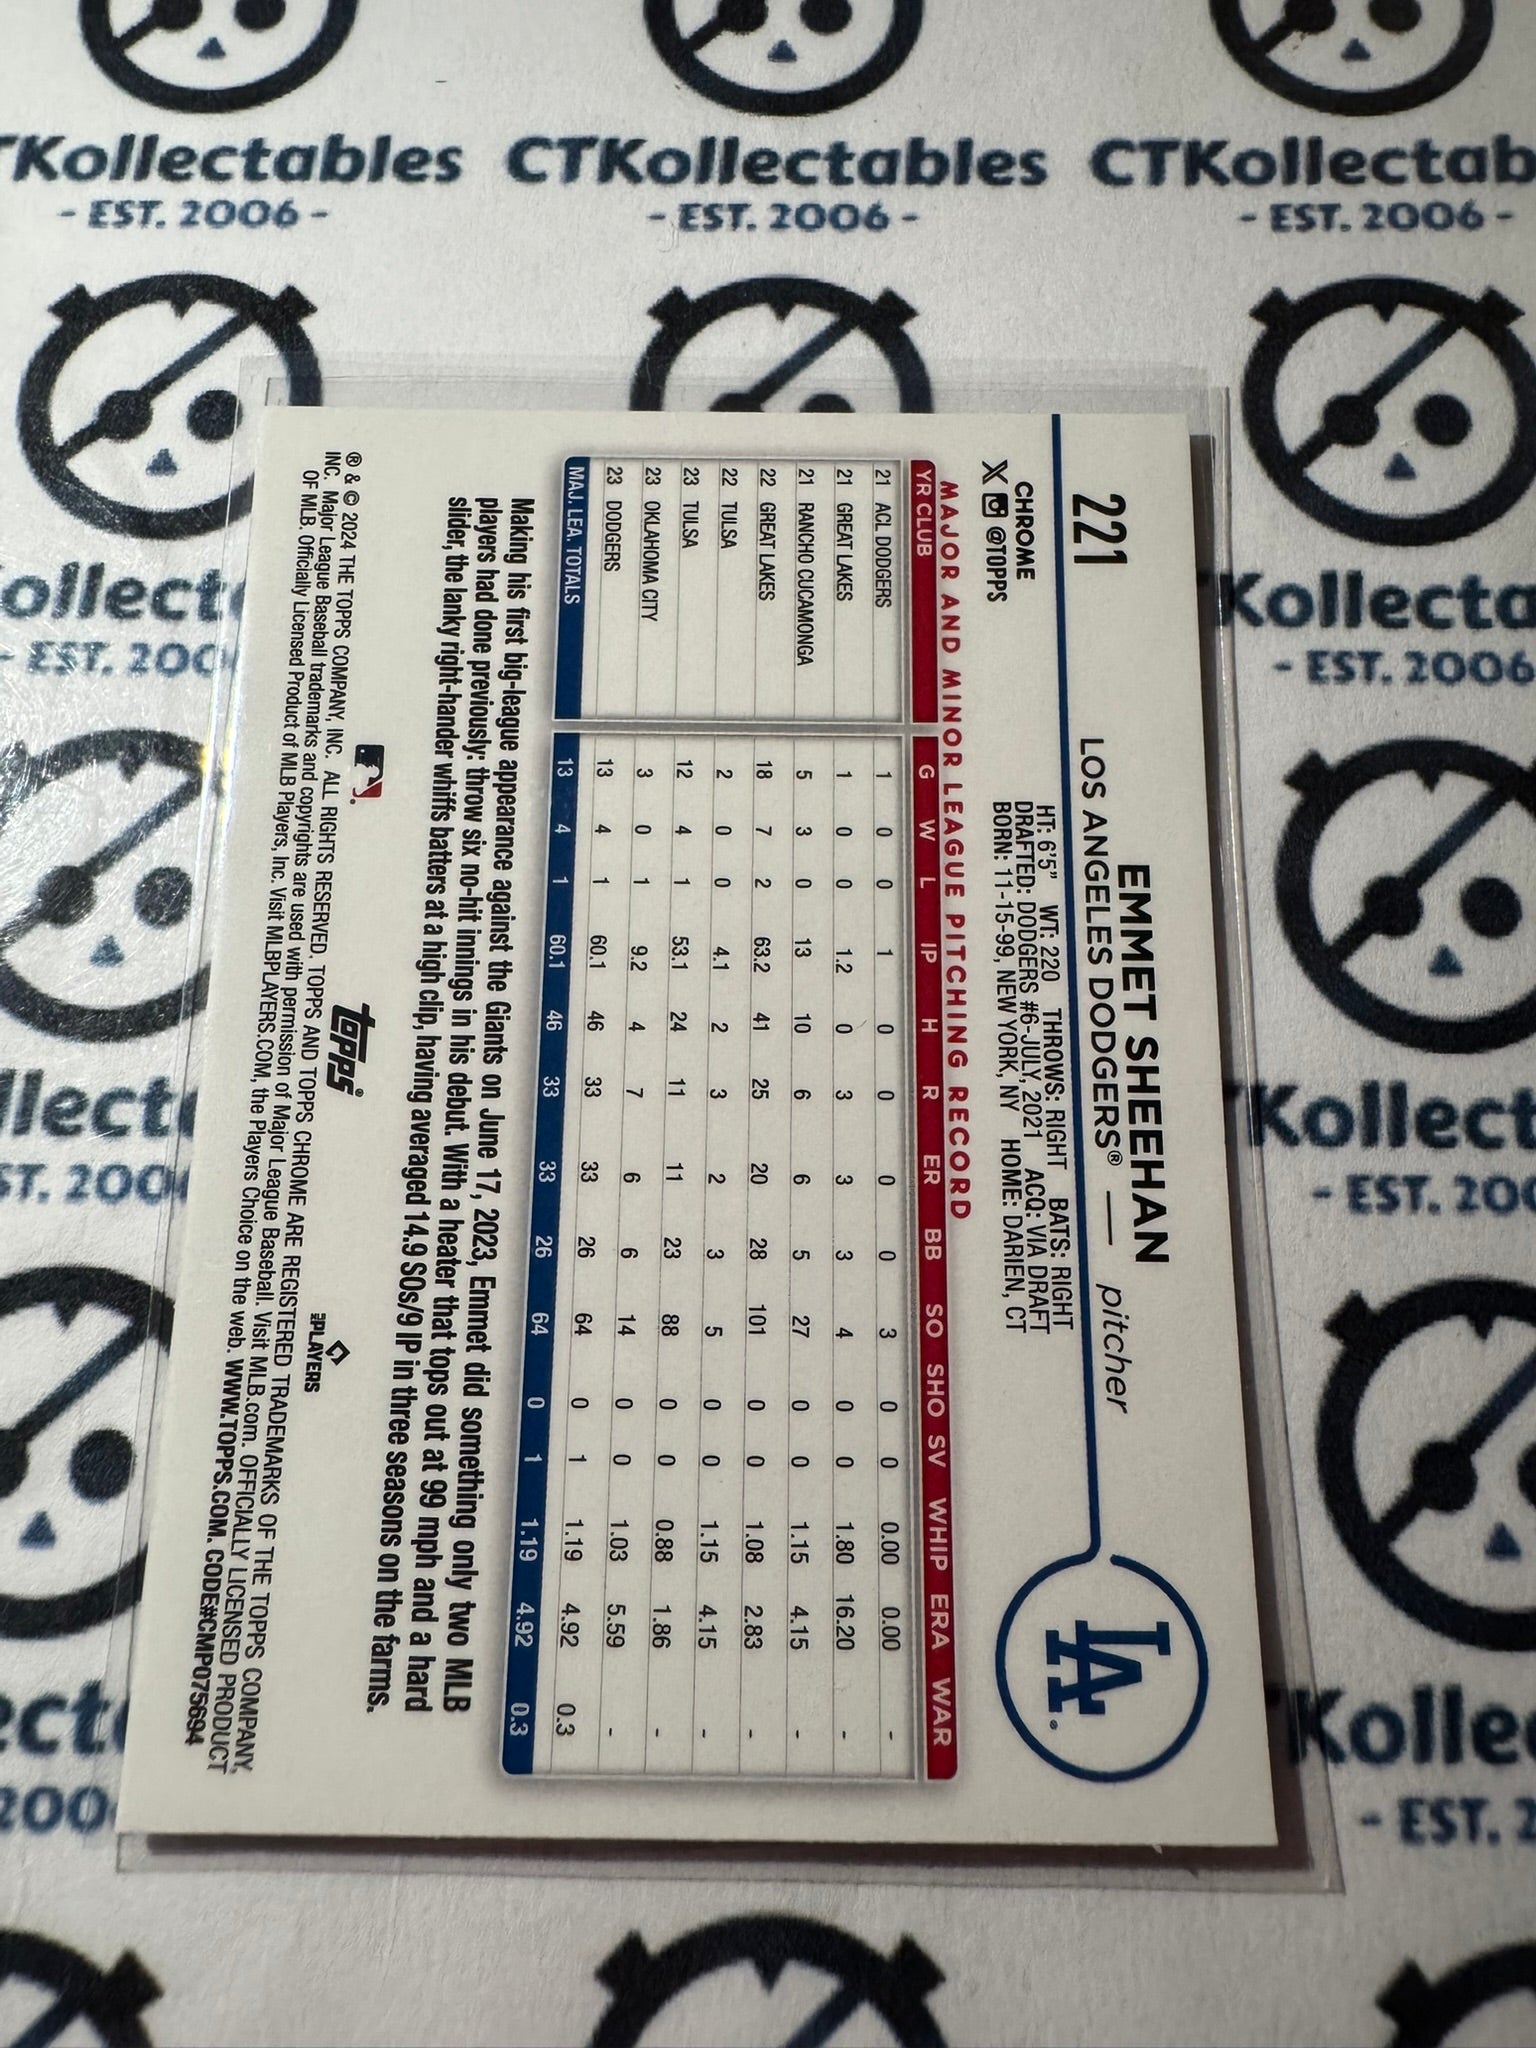 CTKollectables CTKollectables CTKollectab
- EST. 2006 - - EST. 2006 - - EST. 2006 -
221
EMMET SHEEHAN
LOS ANGELES DODGERS® — pitcher
LA
CHROME
X @TOPPS
HT: 6'5" WT: 220 THROWS: RIGHT BATS: RIGHT
DRAFTED: DODGERS #6-JULY, 2021 ACQ: VIA DRAFT
BORN: 11-15-99, NEW YORK, NY HOME: DARIEN, CT
MAJOR AND MINOR LEAGUE PITCHING RECORD
YR CLUB G W L IP H R ER BB SO SHO SV WHIP ERA WAR
21 ACL DODGERS 1 0 0 1 0 0 0 0 3 0 0 0.00 0.00 -
21 GREAT LAKES 1 0 0 1.2 0 3 3 3 4 0 0 1.80 16.20 -
21 RANCHO CUCAMONGA 5 3 0 13 10 6 6 5 27 0 0 1.15 4.15 -
22 GREAT LAKES 18 7 2 63.2 41 25 20 28 101 0 0 1.08 2.83 -
22 TULSA 2 0 0 4.1 2 3 2 3 5 0 0 1.15 4.15 -
23 TULSA 12 4 1 53.1 24 11 11 23 88 0 0 0.88 1.86 -
23 OKLAHOMA CITY 3 0 1 9.2 4 7 6 6 14 0 0 1.03 5.59 -
23 DODGERS 13 4 1 60.1 46 33 33 26 64 0 1 1.19 4.92 0.3
MAJ. LEA. TOTALS 13 4 1 60.1 46 33 33 26 64 0 1 1.19 4.92 0.3
Making his first big-league appearance against the Giants on June 17, 2023, Emmet did something only two MLB
players had done previously: throw six no-hit innings in his debut. With a heater that tops out at 99 mph and a hard
slider, the lanky right-hander whiffs batters at a high clip, having averaged 14.9 SOs/9 IP in three seasons on the farms.
topps®
PLAYERS
® & © 2024 THE TOPPS COMPANY, INC. ALL RIGHTS RESERVED. TOPPS AND TOPPS CHROME ARE REGISTERED TRADEMARKS OF THE TOPPS COMPANY,
INC. Major League Baseball trademarks and copyrights are used with permission of Major League Baseball. Visit MLB.com. OFFICIALLY LICENSED PRODUCT
OF MLB. Officially Licensed Product of MLB Players, Inc. Visit MLBPLAYERS.COM, the Players Choice on the web. WWW.TOPPS.COM. CODE#CMP075694